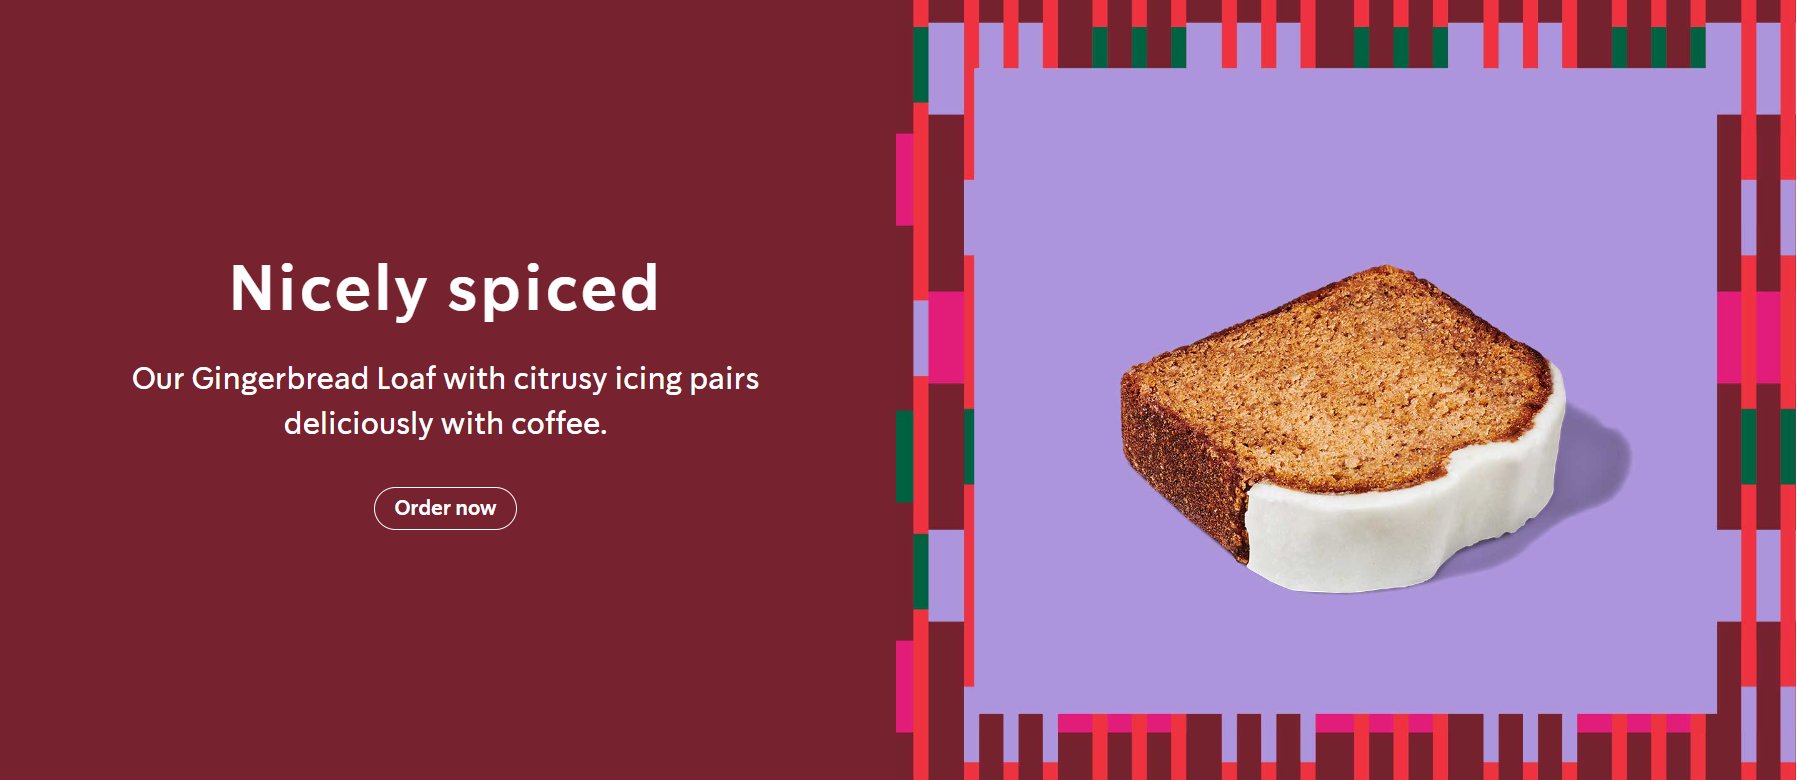 Nicely spiced
Our Gingerbread Loaf with citrusy icing pairs
deliciously with coffee.
Order now